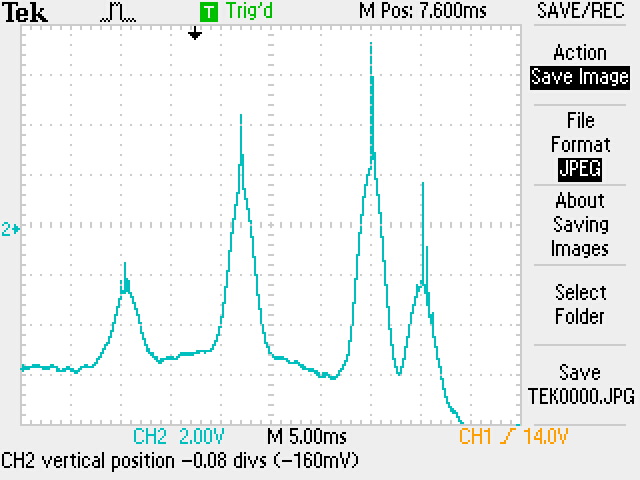 Tek T Trig'd M Pos: 7.600ms SAVE/REC
Action
Save Image
File
Format
JPEG
About
Saving
Images
Select
Folder
Save
TEK0000.JPG
2
CH2 2.00V M 5.00ms CH1 14.0V
CH2 vertical position -0.08 divs (-160mV)